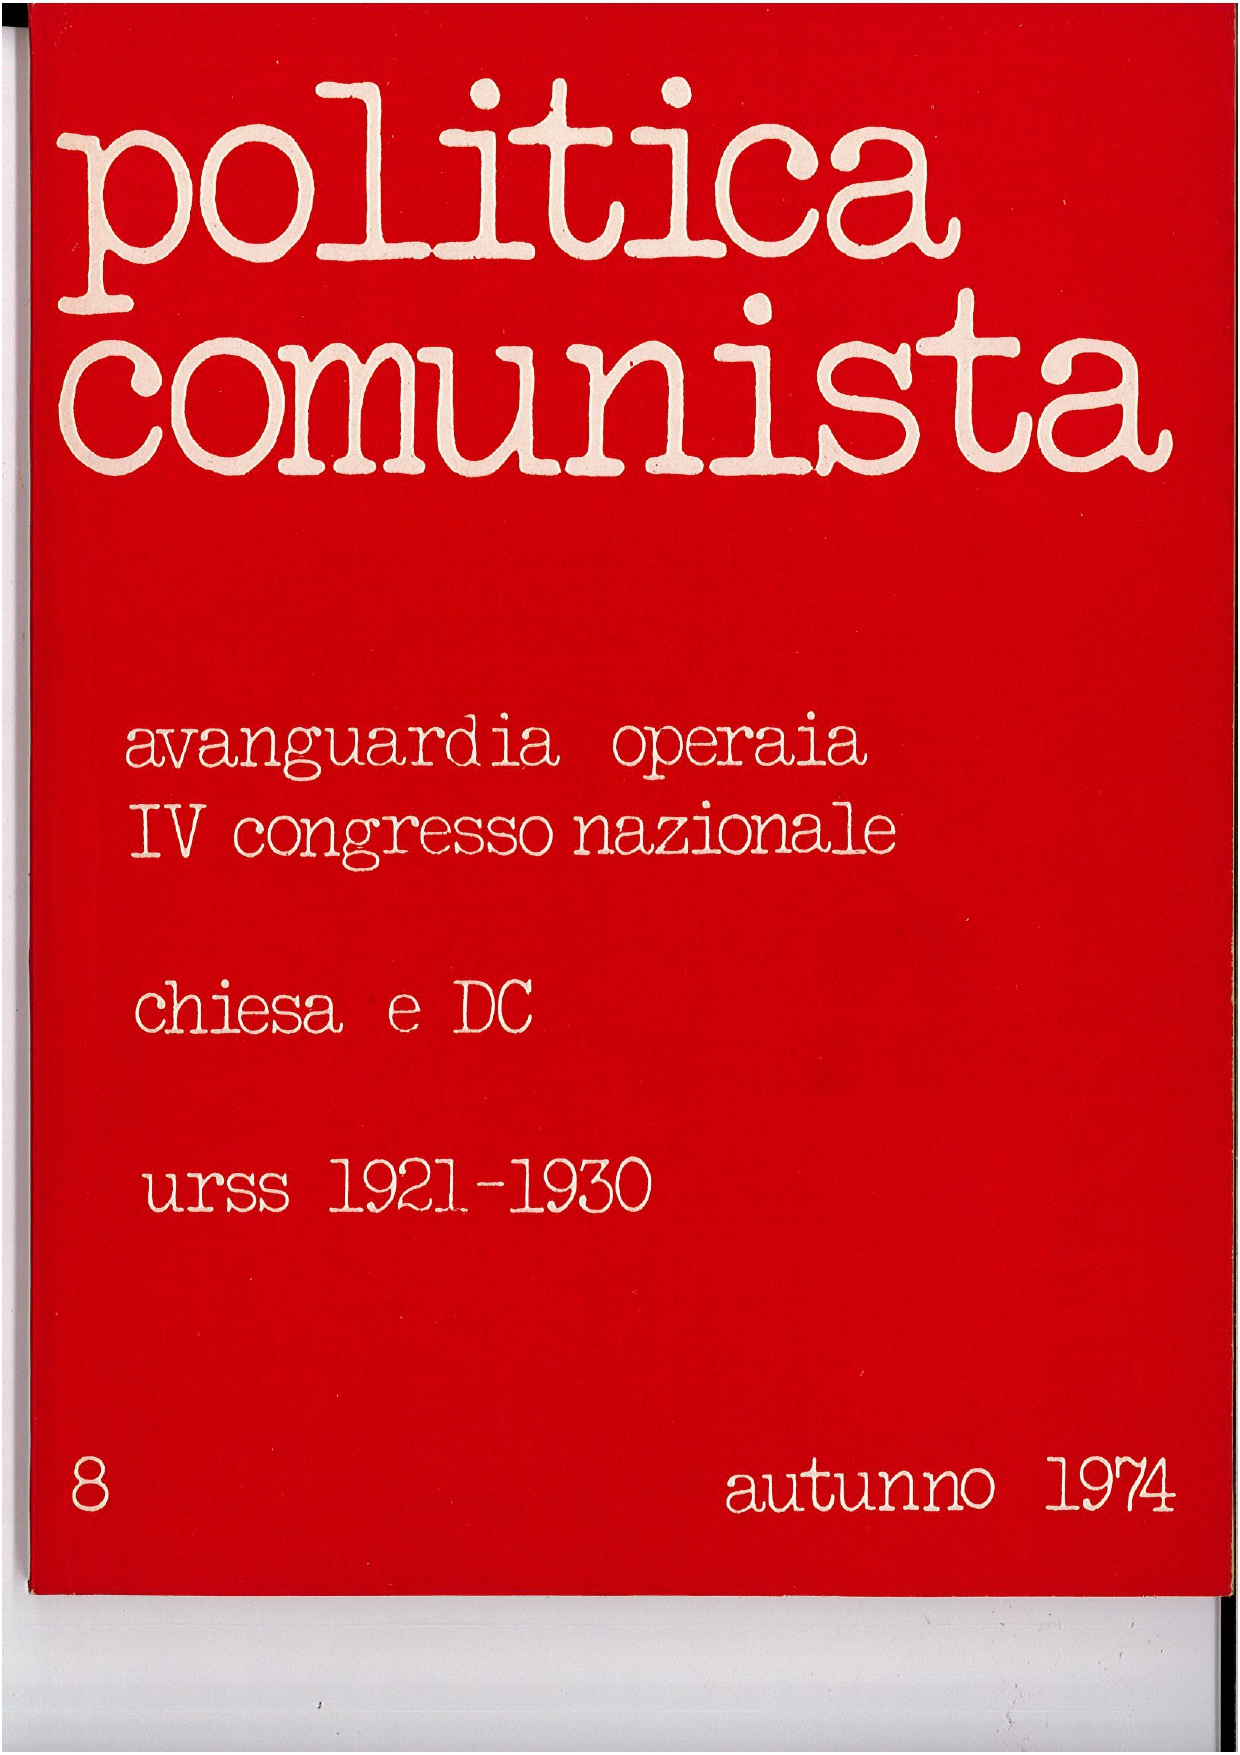 politica
comunista
avanguardia operaia
IV congresso nazionale
chiesa e DC
urss 1921-1930
8 autunno 1974